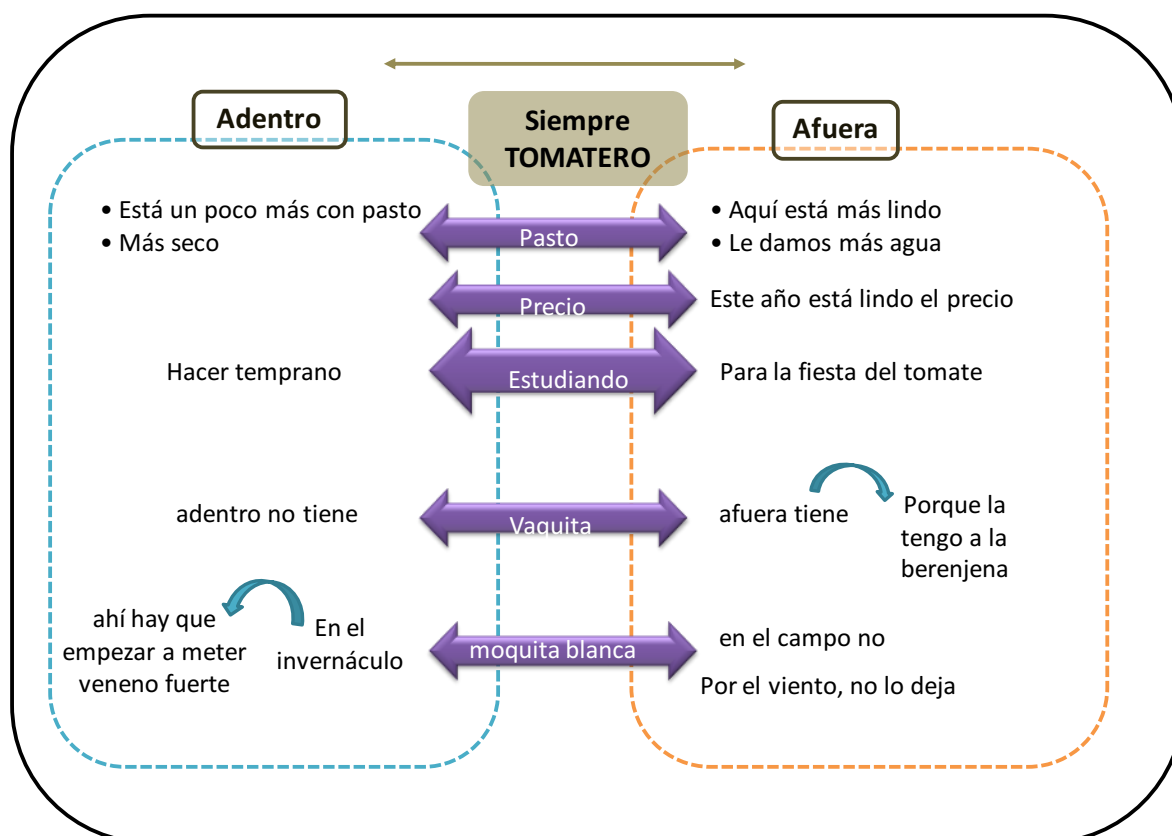 Adentro
Siempre
TOMATERO
Afuera
• Está un poco más con pasto
• Más seco
Pasto
• Aquí está más lindo
• Le damos más agua
Precio
Este año está lindo el precio
Hacer temprano
Estudiando
Para la fiesta del tomate
adentro no tiene
Vaquita
afuera tiene
Porque la
tengo a la
berenjena
ahí hay que
empezar a meter
veneno fuerte
En el
invernáculo
moquita blanca
en el campo no
Por el viento, no lo deja